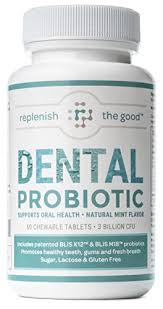 replenish the good™
DENTAL
PROBIOTIC
SUPPORTS ORAL HEALTH • NATURAL MINT FLAVOR
60 CHEWABLE TABLETS • 3 BILLION CFU
Includes patented BLIS K12™ & BLIS M18™ probiotics
Promotes healthy teeth, gums and fresh breath
Sugar, Lactose & Gluten Free